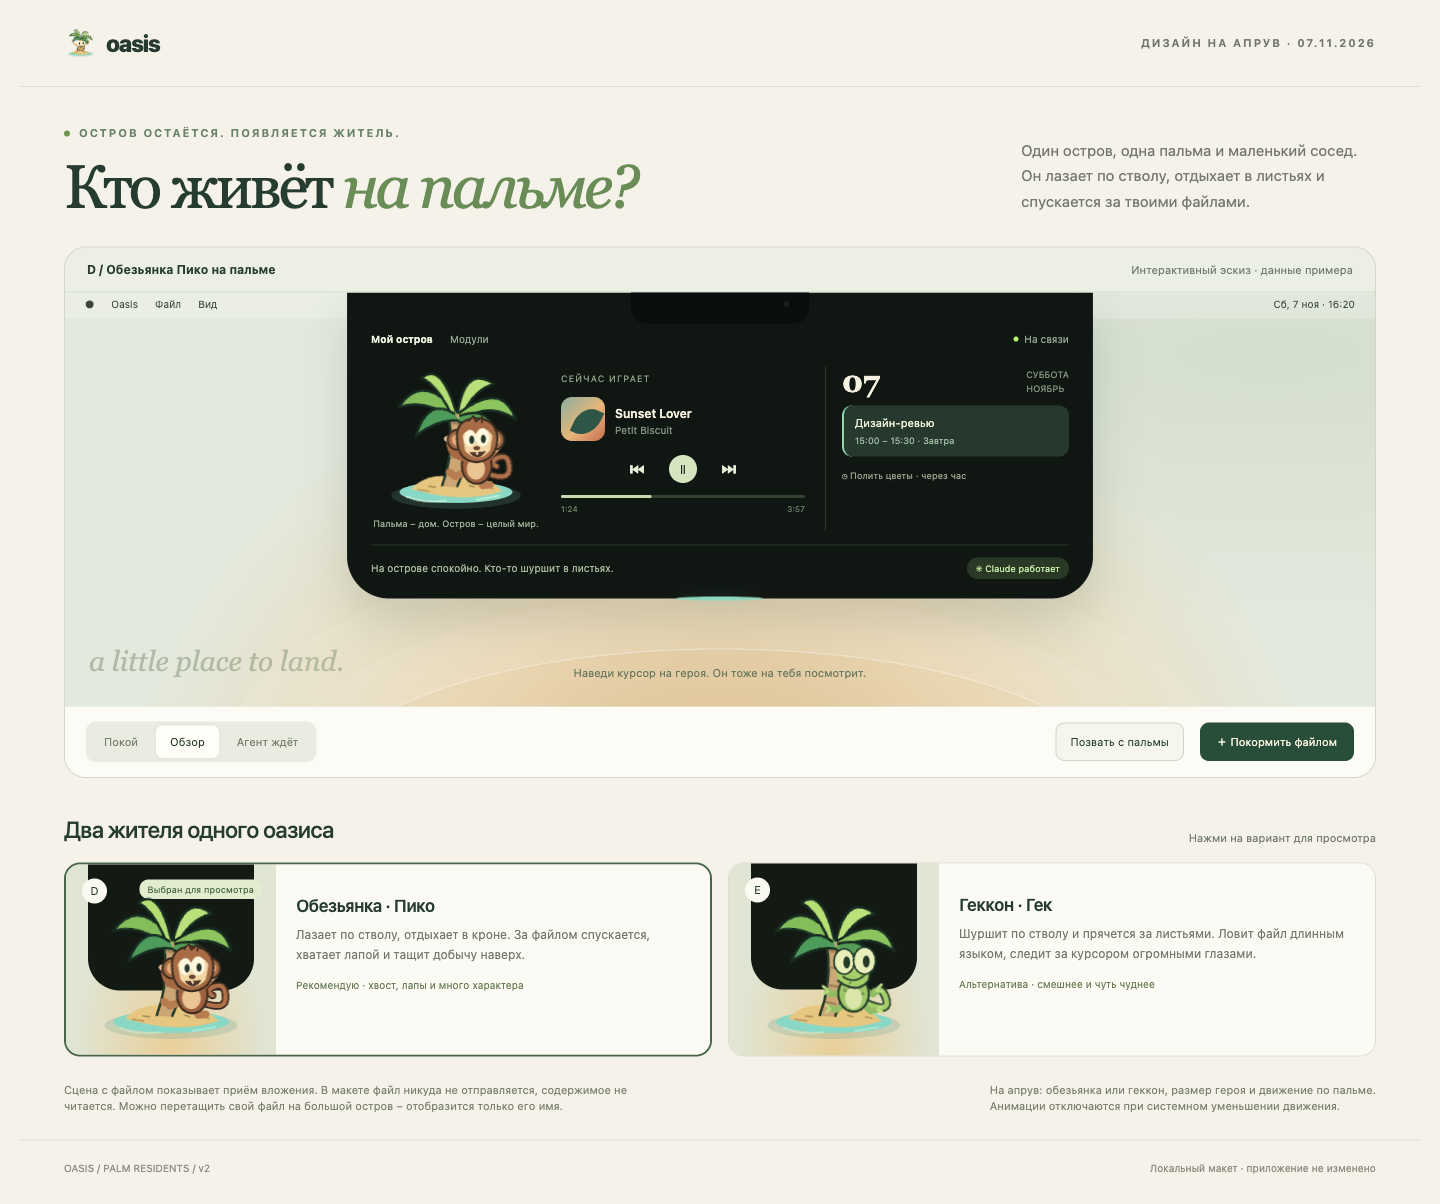 oasis
ДИЗАЙН НА АПРУВ · 07.11.2026
ОСТРОВ ОСТАЁТСЯ. ПОЯВЛЯЕТСЯ ЖИТЕЛЬ.
Кто живёт на пальме?
Один остров, одна пальма и маленький сосед.
Он лазает по стволу, отдыхает в листьях и
спускается за твоими файлами.
D / Обезьянка Пико на пальме
Интерактивный эскиз · данные примера
Oasis Файл Вид
Сб, 7 ноя · 16:20
Мой остров Модули
На связи
СЕЙЧАС ИГРАЕТ
Sunset Lover
Petit Biscuit
1:24 3:57
07
СУББОТА
НОЯБРЬ
Дизайн-ревью
15:00 – 15:30 · Завтра
Полить цветы · через час
Пальма – дом. Остров – целый мир.
На острове спокойно. Кто-то шуршит в листьях.
✳ Claude работает
a little place to land.
Наведи курсор на героя. Он тоже на тебя посмотрит.
Покой Обзор Агент ждёт
Позвать с пальмы
+ Покормить файлом
Два жителя одного оазиса
Нажми на вариант для просмотра
D
Выбран для просмотра
Обезьянка · Пико
Лазает по стволу, отдыхает в кроне. За файлом спускается,
хватает лапой и тащит добычу наверх.
Рекомендую · хвост, лапы и много характера
E
Геккон · Гек
Шуршит по стволу и прячется за листьями. Ловит файл длинным
языком, следит за курсором огромными глазами.
Альтернатива · смешнее и чуть чуднее
Сцена с файлом показывает приём вложения. В макете файл никуда не отправляется, содержимое не
читается. Можно перетащить свой файл на большой остров – отобразится только его имя.
На апрув: обезьянка или геккон, размер героя и движение по пальме.
Анимации отключаются при системном уменьшении движения.
OASIS / PALM RESIDENTS / v2
Локальный макет · приложение не изменено